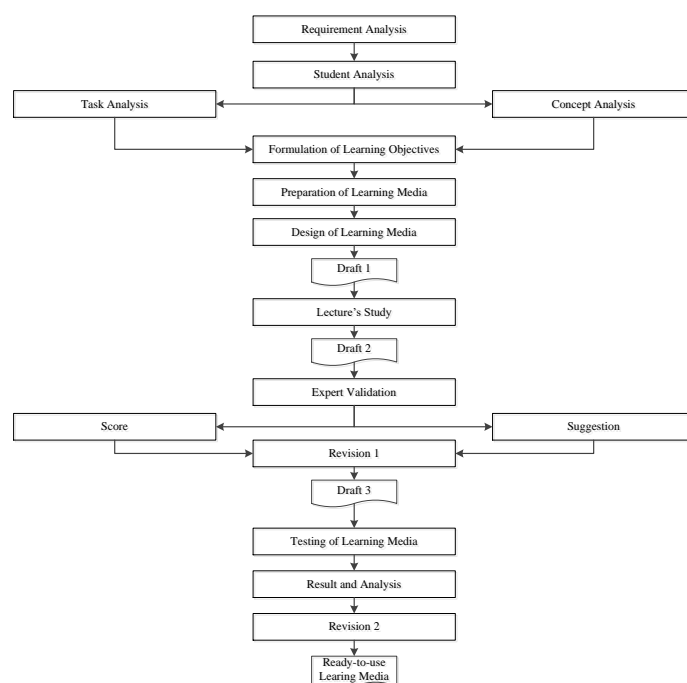 Requirement Analysis
Student Analysis
Task Analysis
Concept Analysis
Formulation of Learning Objectives
Preparation of Learning Media
Design of Learning Media
Draft 1
Lecture's Study
Draft 2
Expert Validation
Score
Suggestion
Revision 1
Draft 3
Testing of Learning Media
Result and Analysis
Revision 2
Ready-to-use
Learing Media